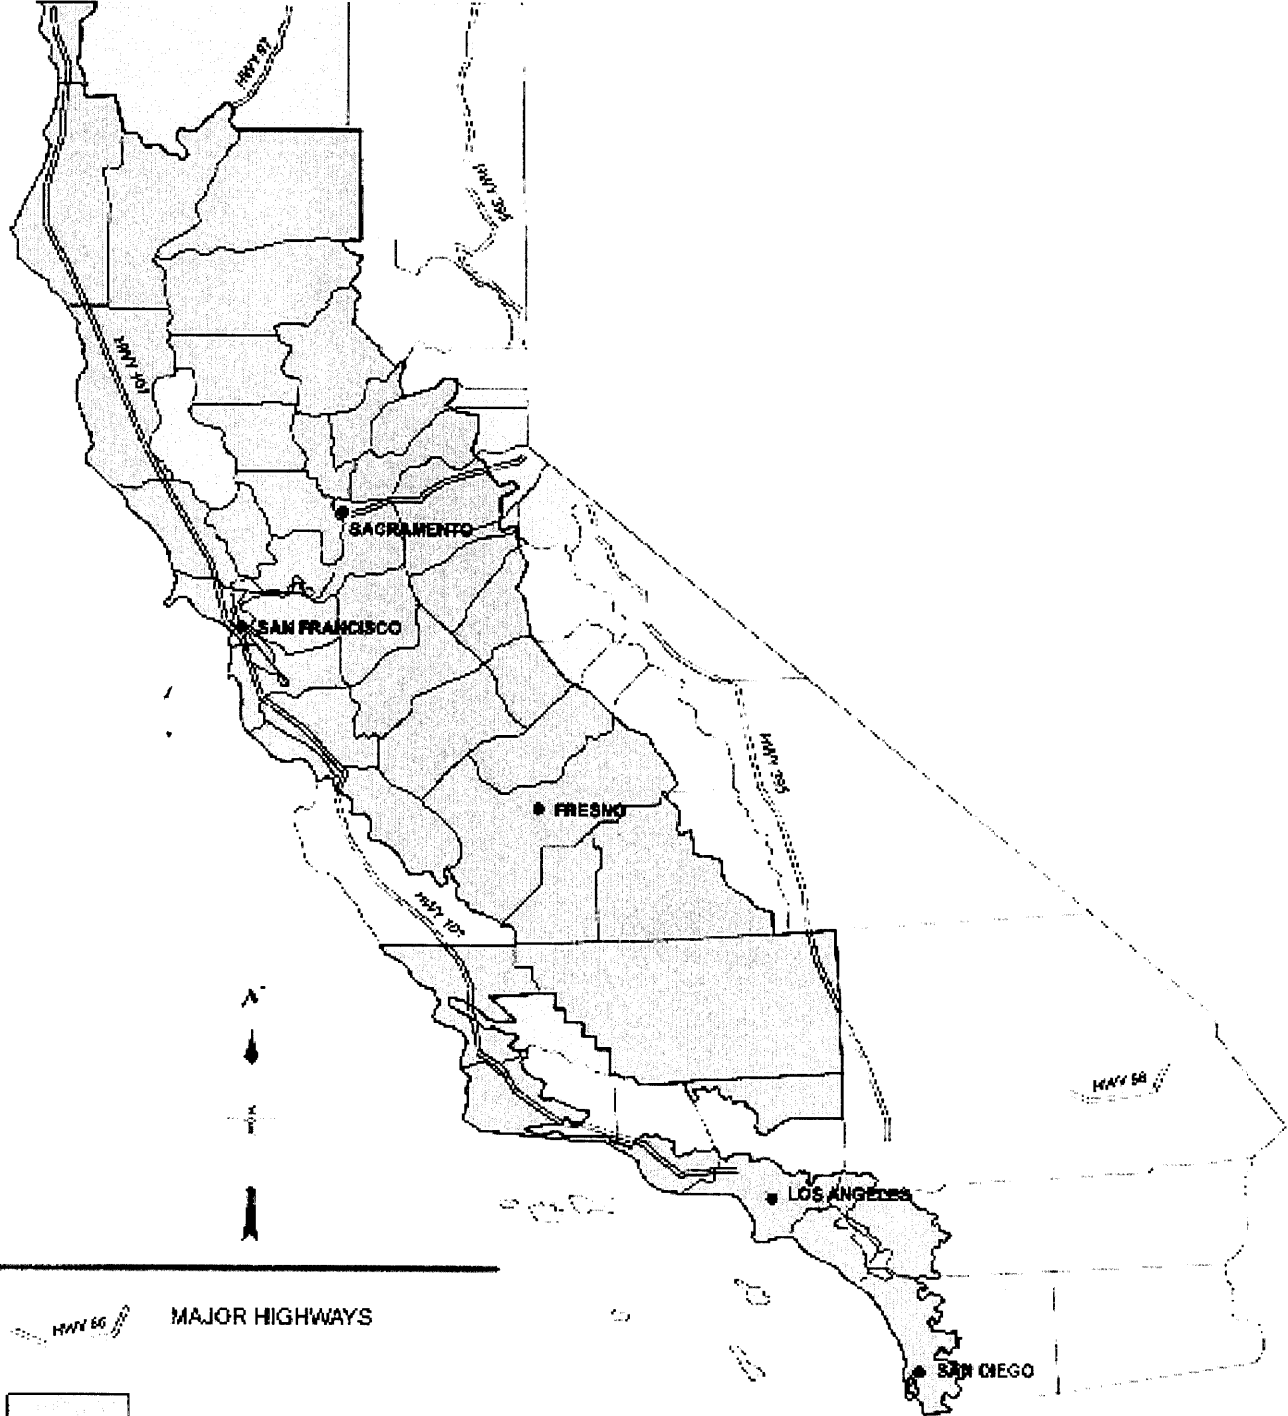 HWY 97
HWY 395
HWY 101
SACRAMENTO
SAN FRANCISCO
HWY 395
FRESNO
HWY 101
N
HWY 58
LOS ANGELES
HWY 66 MAJOR HIGHWAYS
SAN DIEGO